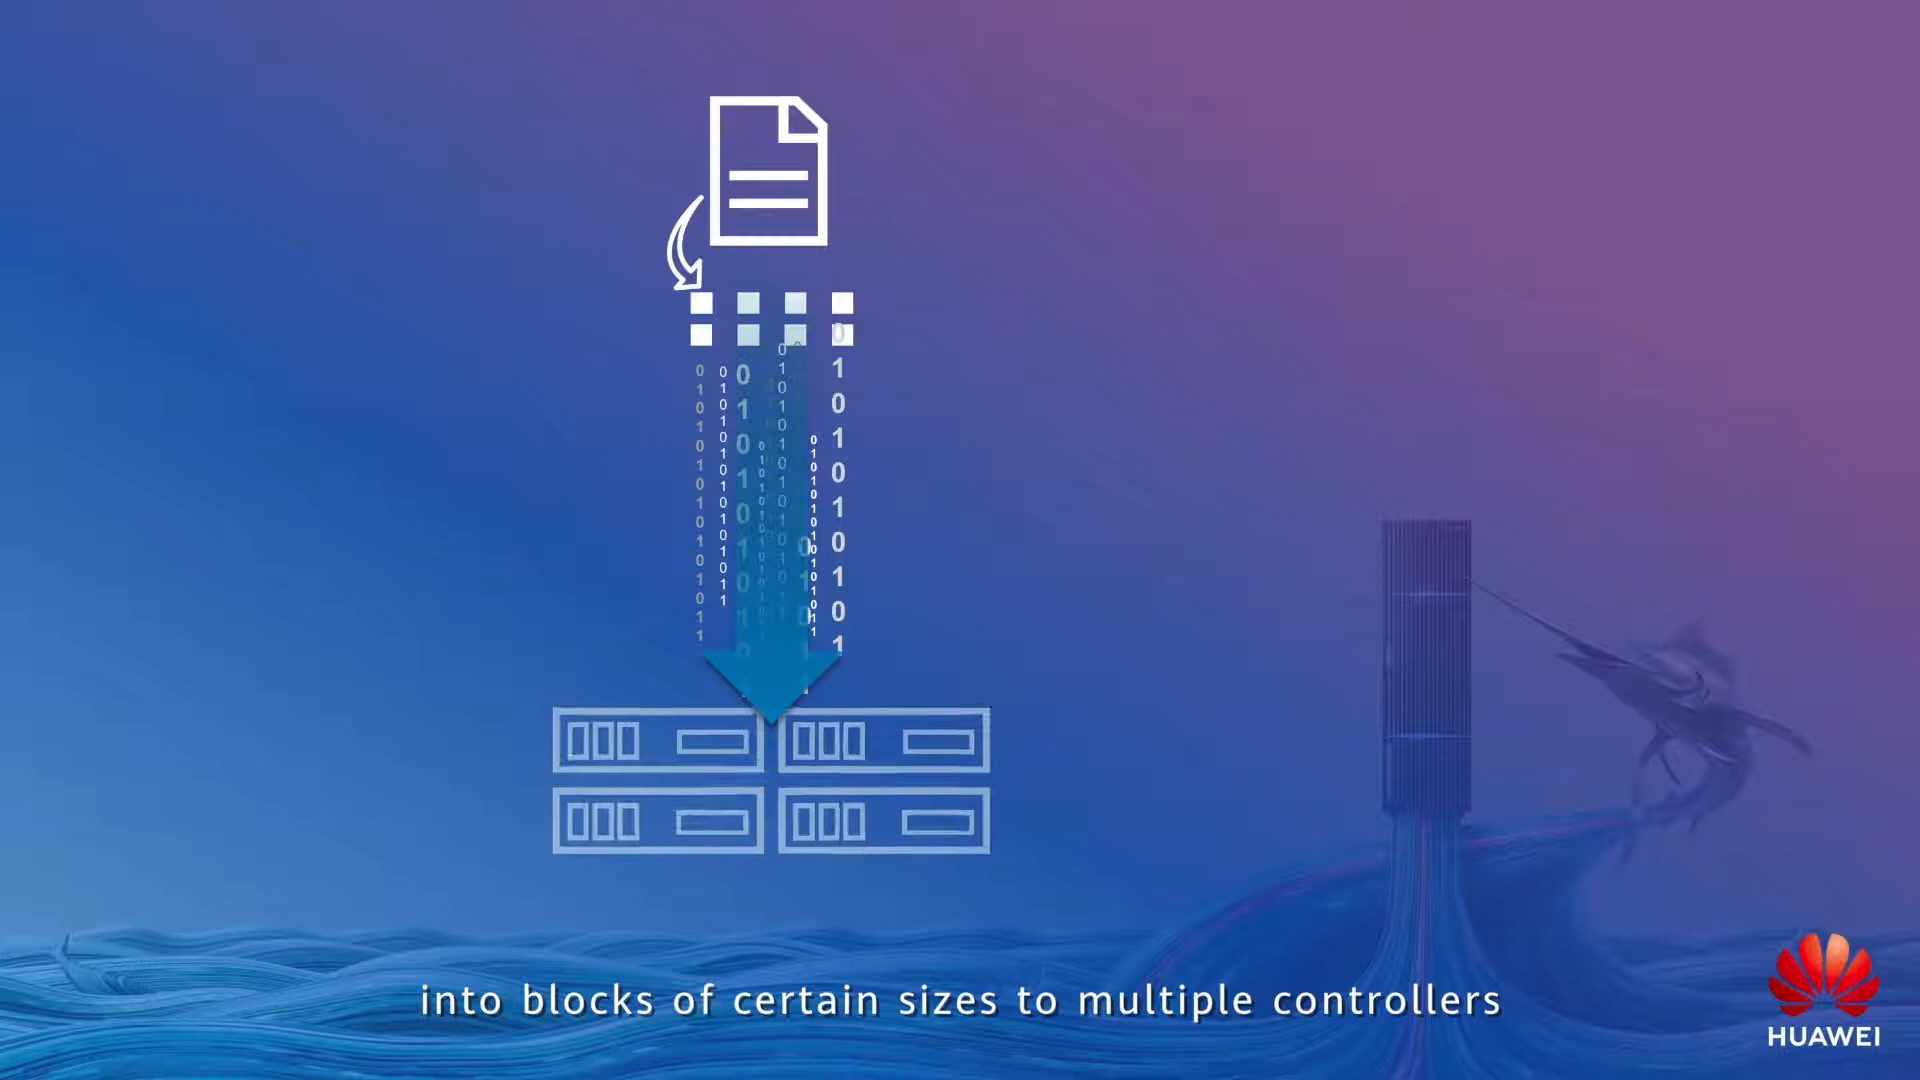 into blocks of certain sizes to multiple controllers
HUAWEI